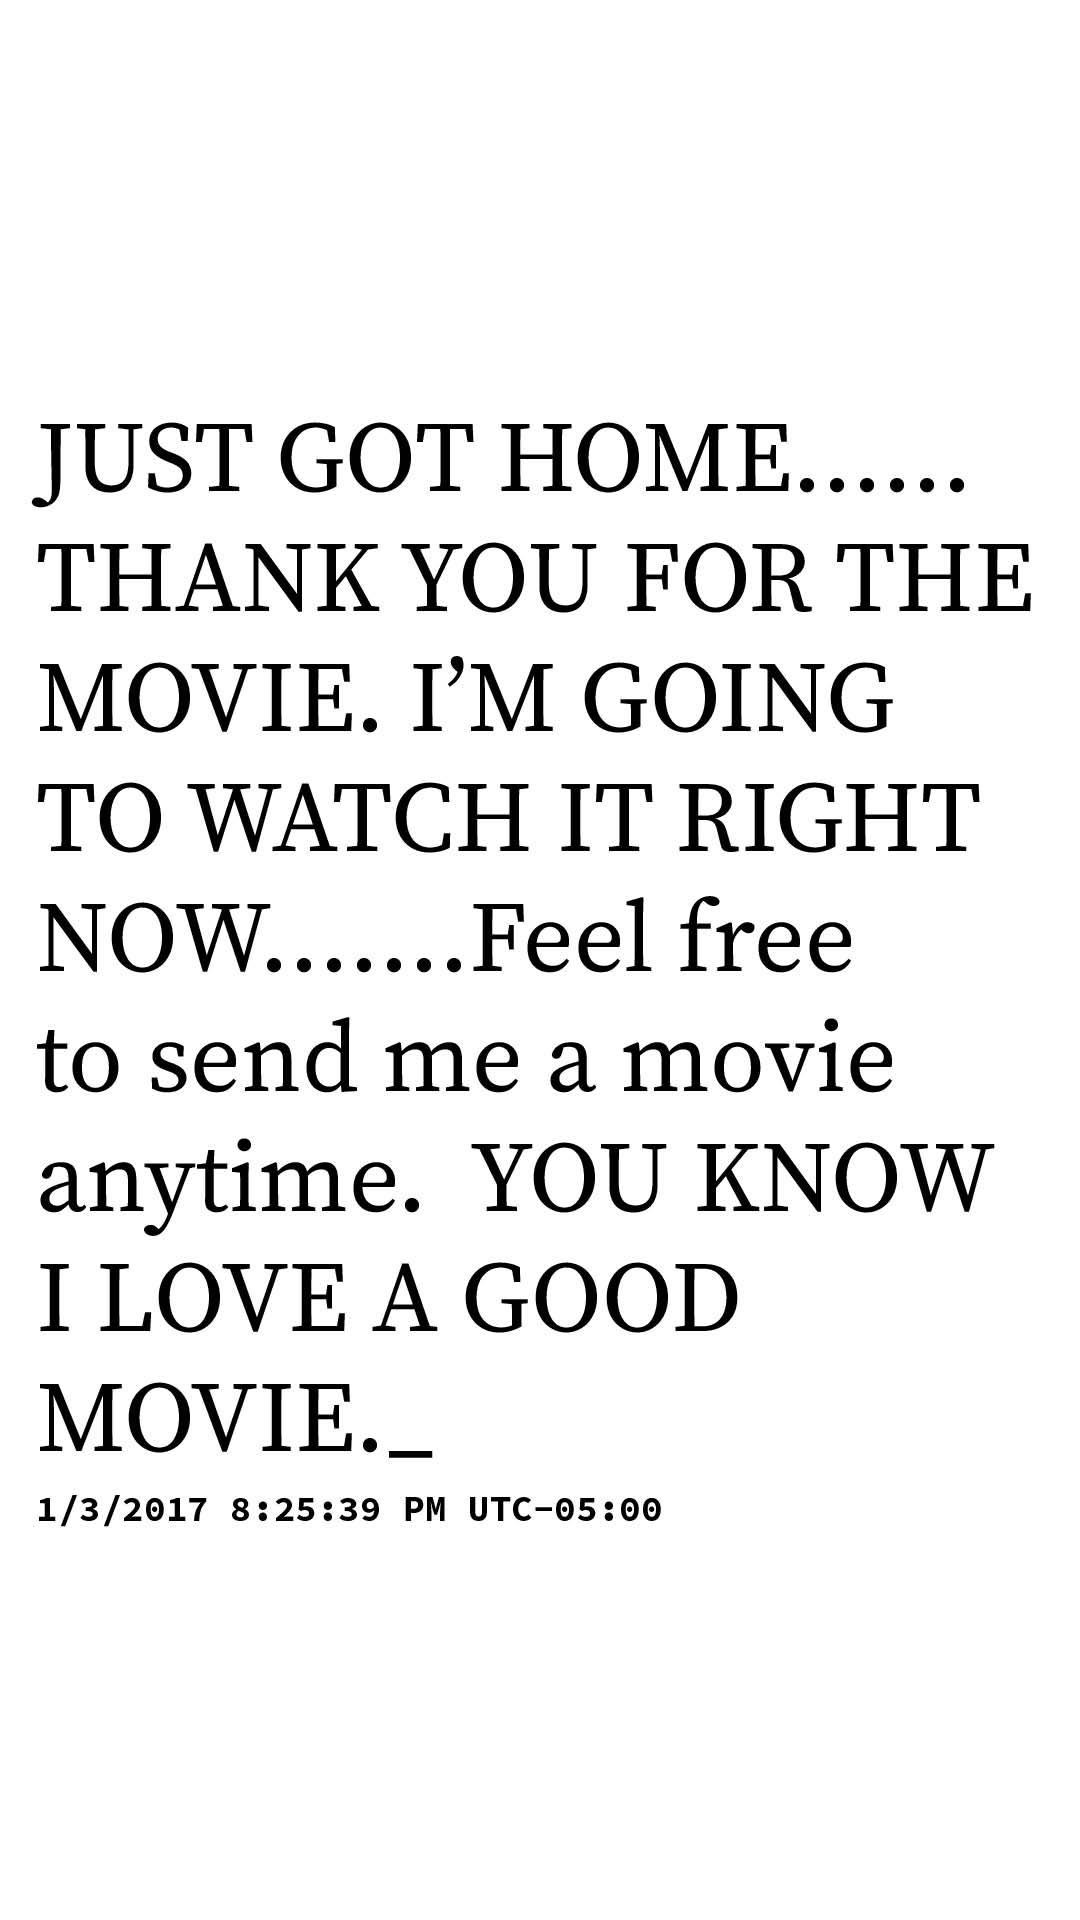 JUST GOT HOME......
THANK YOU FOR THE
MOVIE. I’M GOING
TO WATCH IT RIGHT
NOW.......Feel free
to send me a movie
anytime.  YOU KNOW
I LOVE A GOOD
MOVIE._
1/3/2017 8:25:39 PM UTC−05:00